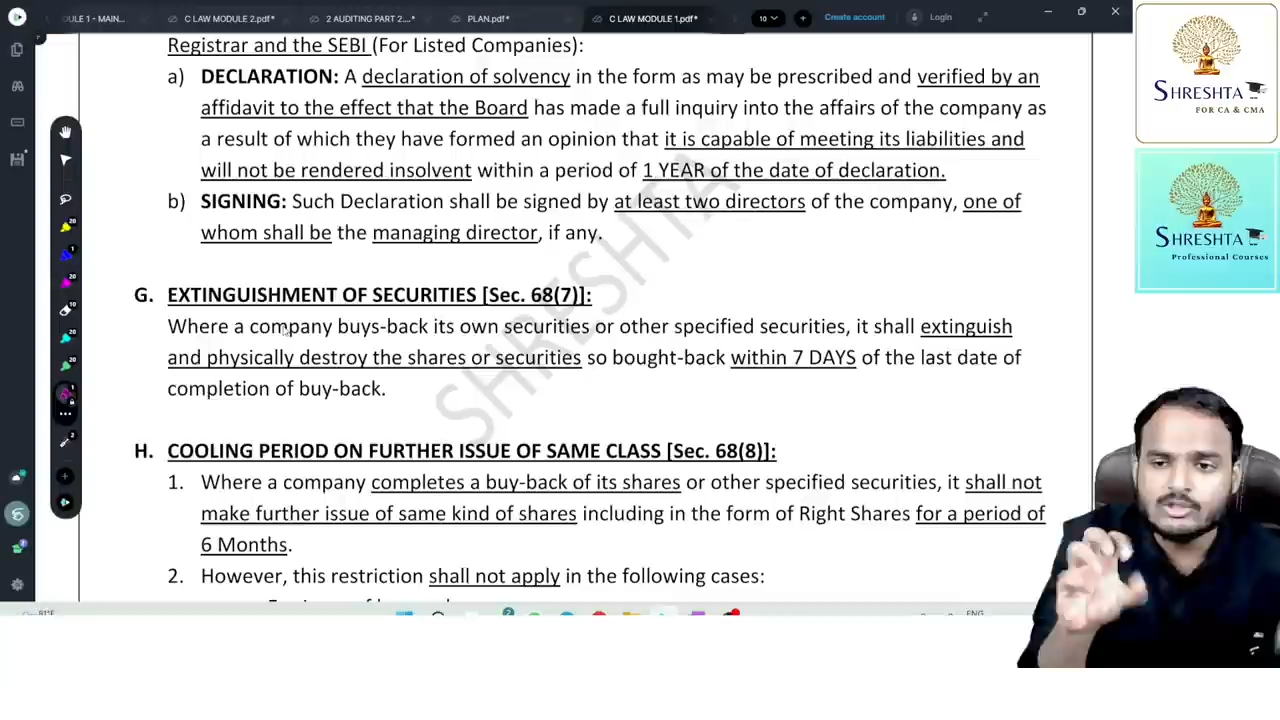 ULE 1 - MAIN...
C LAW MODULE 2.pdf*
2 AUDITING PART 2....*
PLAN.pdf*
C LAW MODULE 1.pdf*
10
Create account
Login
Registrar and the SEBI (For Listed Companies):
a) DECLARATION: A declaration of solvency in the form as may be prescribed and verified by an
affidavit to the effect that the Board has made a full inquiry into the affairs of the company as
a result of which they have formed an opinion that it is capable of meeting its liabilities and
will not be rendered insolvent within a period of 1 YEAR of the date of declaration.
b) SIGNING: Such Declaration shall be signed by at least two directors of the company, one of
whom shall be the managing director, if any.
G. EXTINGUISHMENT OF SECURITIES [Sec. 68(7)]:
Where a company buys-back its own securities or other specified securities, it shall extinguish
and physically destroy the shares or securities so bought-back within 7 DAYS of the last date of
completion of buy-back.
H. COOLING PERIOD ON FURTHER ISSUE OF SAME CLASS [Sec. 68(8)]:
1. Where a company completes a buy-back of its shares or other specified securities, it shall not
make further issue of same kind of shares including in the form of Right Shares for a period of
6 Months.
2. However, this restriction shall not apply in the following cases:
SHRESHTA
ENG
SHRESHTA
FOR CA & CMA
SHRESHTA
Professional Courses